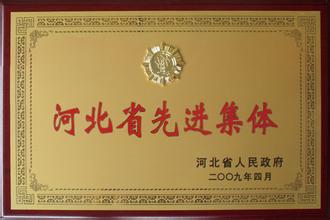 河北省先进集体
河北省人民政府
二〇〇九年四月